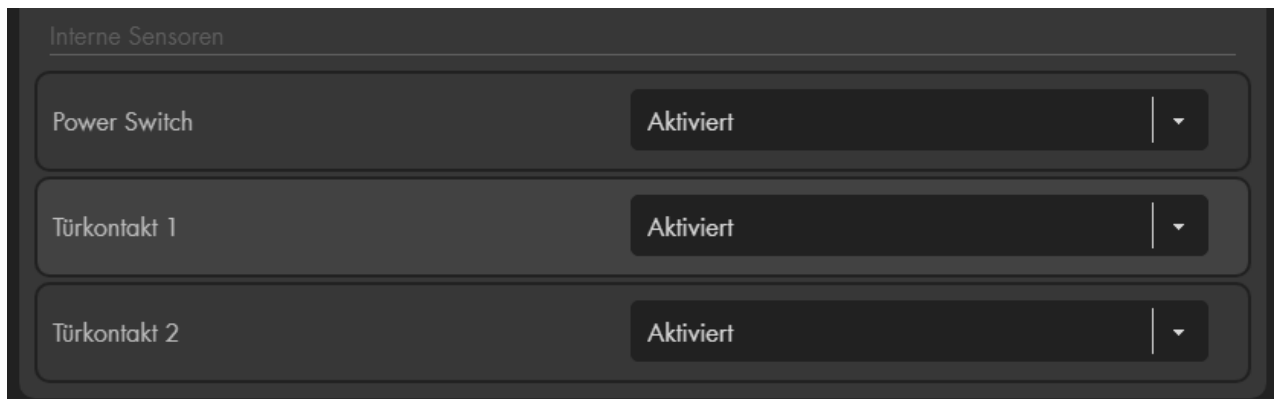 Interne Sensoren
Power Switch Aktiviert
Türkontakt 1 Aktiviert
Türkontakt 2 Aktiviert